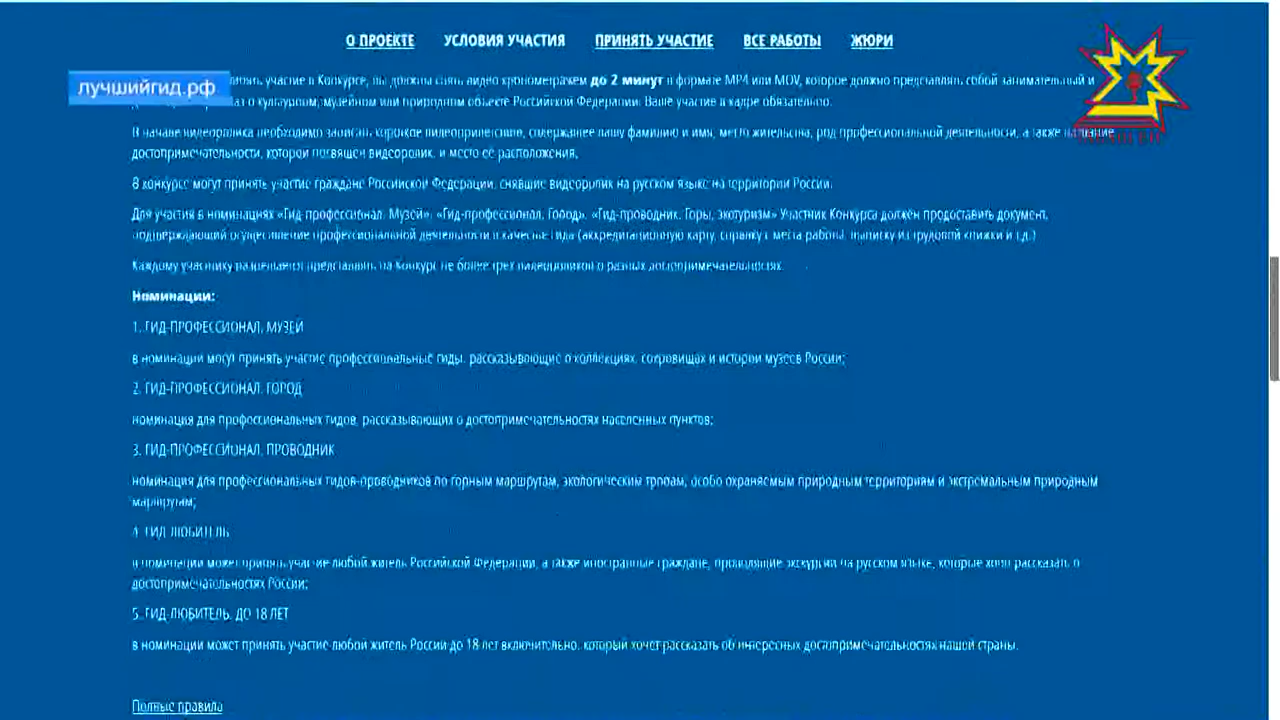 О ПРОЕКТЕ УСЛОВИЯ УЧАСТИЯ ПРИНЯТЬ УЧАСТИЕ ВСЕ РАБОТЫ ЖЮРИ
лучшийгид.рф
участие в Конкурсе, вы должны снять видео хронометражем до 2 минут в формате MP4 или MOV, которое должно представлять собой занимательный и
о культурном, музейном или природном объекте Российской Федерации. Ваше участие в кадре обязательно.
В начале видеоролика необходимо записать короткое видеоприветствие, содержащее вашу фамилию и имя, место жительства, род профессиональной деятельности, а также название
достопримечательности, которой посвящен видеоролик, и место ее расположения.
В конкурсе могут принять участие граждане Российской Федерации, снявшие видеоролик на русском языке на территории России.
Для участия в номинациях «Гид-профессионал. Музей», «Гид-профессионал. Город», «Гид-проводник. Горы, экотуризм» Участник Конкурса должен предоставить документ,
подтверждающий осуществление профессиональной деятельности в качестве гида (аккредитационную карту, справку с места работы, выписку из трудовой книжки и т.д.)
Каждому участнику разрешается представлять на Конкурс не более трех видеороликов о разных достопримечательностях.
Номинации:
1. ГИД-ПРОФЕССИОНАЛ. МУЗЕЙ
в номинации могут принять участие профессиональные гиды, рассказывающие о коллекциях, сокровищах и истории музеев России;
2. ГИД-ПРОФЕССИОНАЛ. ГОРОД
номинация для профессиональных гидов, рассказывающих о достопримечательностях населенных пунктов;
3. ГИД-ПРОФЕССИОНАЛ. ПРОВОДНИК
номинация для профессиональных гидов-проводников по горным маршрутам, экологическим тропам, особо охраняемым природным территориям и экстремальным природным
маршрутам;
4. ГИД-ЛЮБИТЕЛЬ
в номинации может принять участие любой житель Российской Федерации, а также иностранные граждане, проводящие экскурсии на русском языке, которые хотят рассказать о
достопримечательностях России;
5. ГИД-ЛЮБИТЕЛЬ. ДО 18 ЛЕТ
в номинации может принять участие любой житель России до 18 лет включительно, который хочет рассказать об интересных достопримечательностях нашей страны.
Полные правила